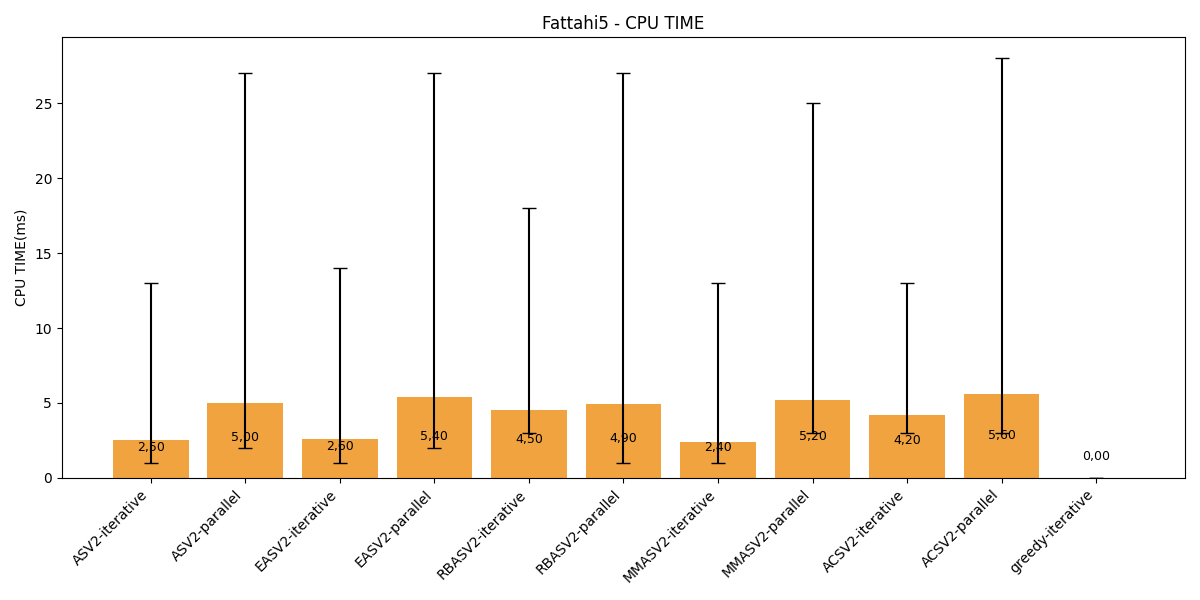 Fattahi5 - CPU TIME
CPU TIME(ms)
25
20
15
10
5
0
2,50
5,00
2,60
5,40
4,50
4,90
2,40
5,20
4,20
5,60
0,00
ASV2-iterative
ASV2-parallel
EASV2-iterative
EASV2-parallel
RBASV2-iterative
RBASV2-parallel
MMASV2-iterative
MMASV2-parallel
ACSV2-iterative
ACSV2-parallel
greedy-iterative